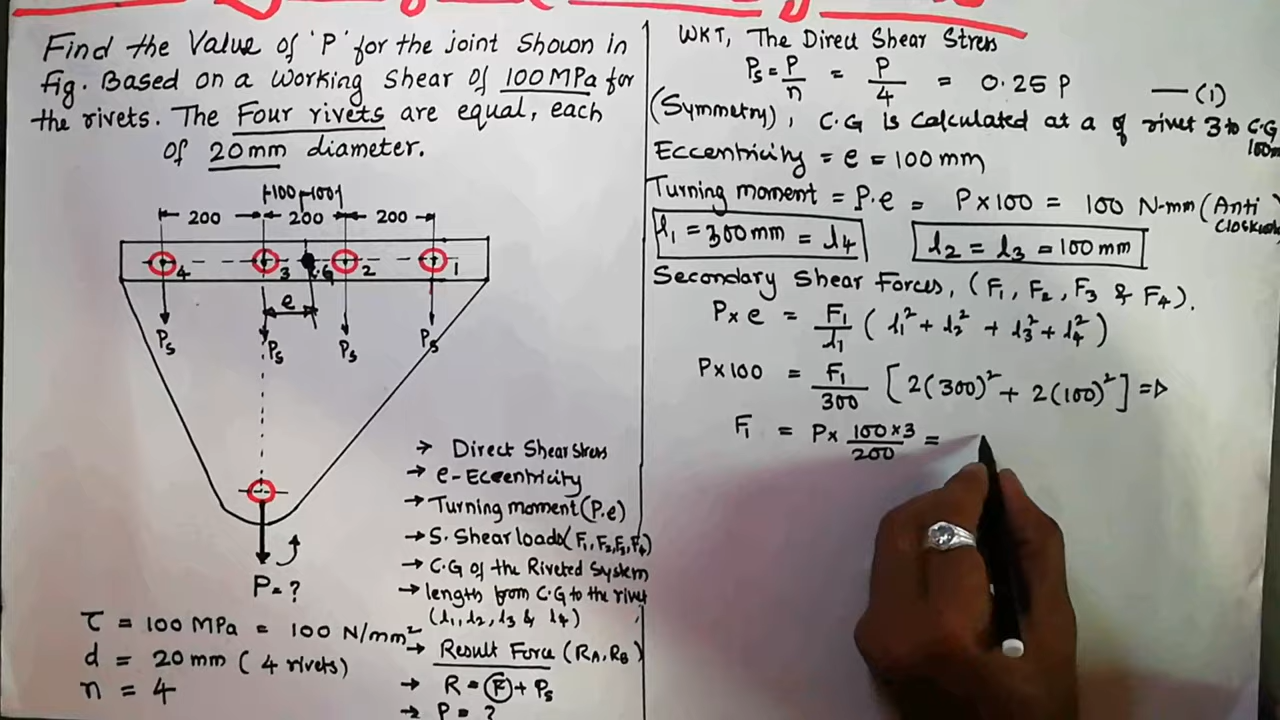 Find the Value of 'P' for the joint Shown in
fig. Based on a Working Shear of 100 MPa for
the rivets. The Four rivets are equal, each
of 20mm diameter.
100 100
200 200 200
4 3 C.G 2 1
e
Ps Ps Ps Ps
P = ?
τ = 100 MPa = 100 N/mm²
d = 20 mm ( 4 rivets)
n = 4
→ Direct Shear Stress
→ e - Eccentricity
→ Turning moment (P.e)
→ S. Shear loads (F1, F2, F3, F4)
→ C.G of the Riveted System
→ length from C.G to the rivet
(l1, l2, l3 & l4)
→ Result Force (RA, RB)
→ R = F + Ps
→ P = ?
WKT, The Direct Shear Stress
Ps = P/n = P/4 = 0.25 P — (1)
(Symmetry), C.G is Calculated at a of rivet 3 to C.G
100m
Eccentricity = e = 100 mm
Turning moment = P.e = P x 100 = 100 N-mm (Anti
Clockwise
l1 = 300 mm = l4 l2 = l3 = 100 mm
Secondary Shear Forces, (F1, F2, F3 & F4).
P x e = F1/l1 ( l1² + l2² + l3² + l4² )
P x 100 = F1/300 [ 2(300)² + 2(100)² ] =>
F1 = P x 100 x 3/200 =